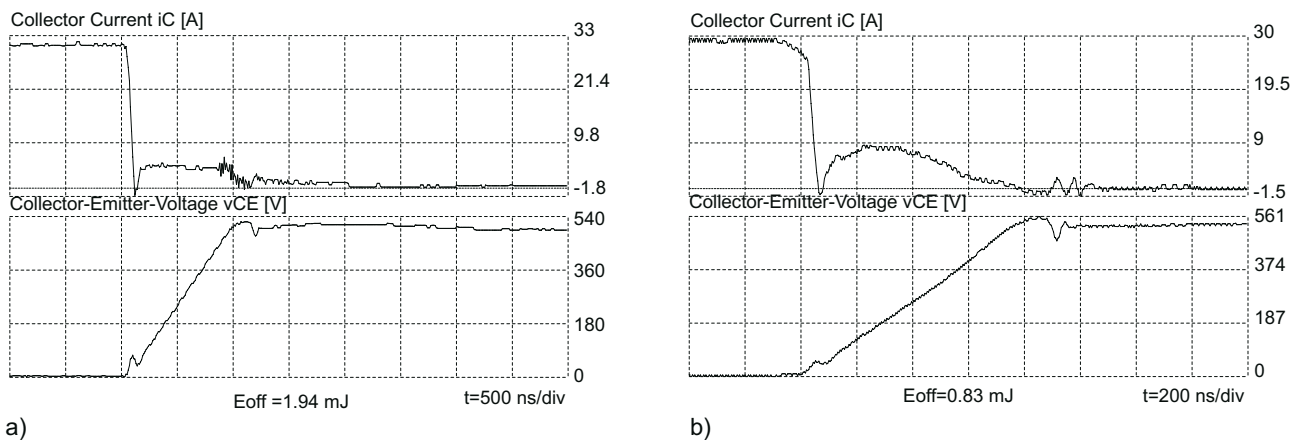 Collector Current iC [A]
33
21.4
9.8
-1.8
Collector-Emitter-Voltage vCE [V]
540
360
180
0
Eoff =1.94 mJ
t=500 ns/div
a)
Collector Current iC [A]
30
19.5
9
-1.5
Collector-Emitter-Voltage vCE [V]
561
374
187
0
Eoff=0.83 mJ
t=200 ns/div
b)